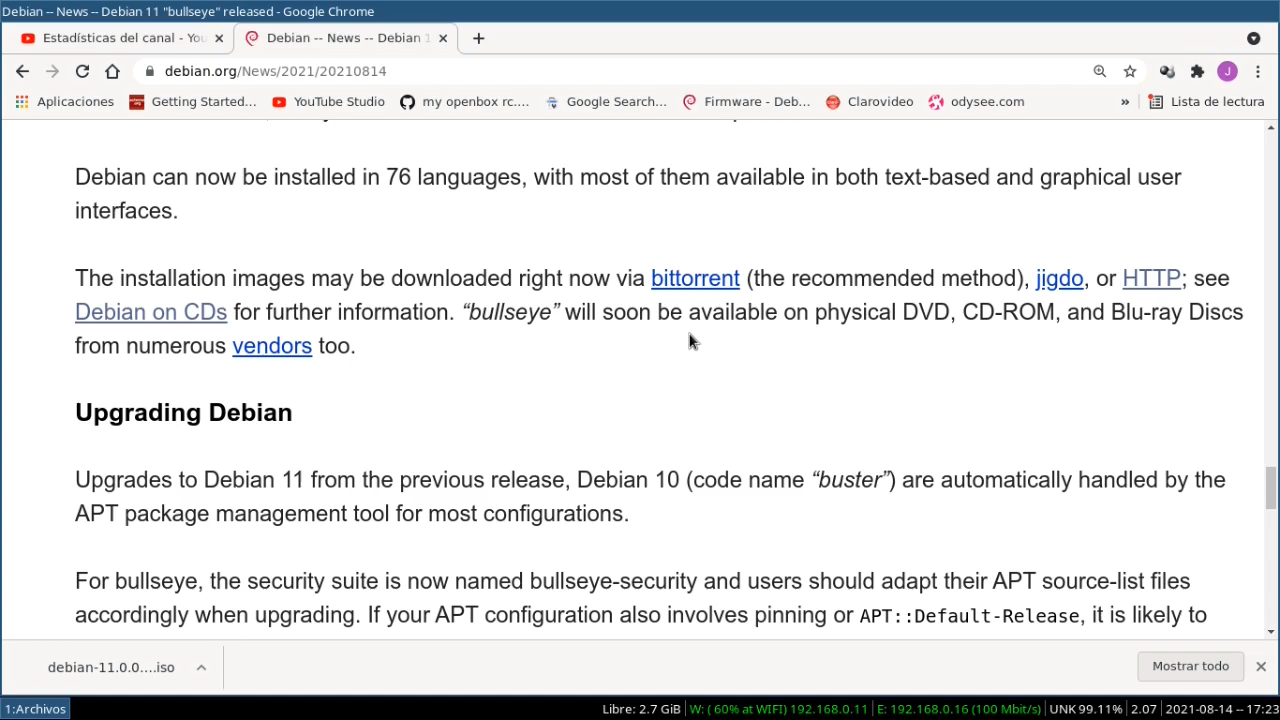 Debian -- News -- Debian 11 "bullseye" released - Google Chrome
Estadísticas del canal - You
Debian -- News -- Debian 1
debian.org/News/2021/20210814
J
Aplicaciones Getting Started... YouTube Studio my openbox rc.... Google Search... Firmware - Deb... Clarovideo odysee.com » Lista de lectura
Debian can now be installed in 76 languages, with most of them available in both text-based and graphical user
interfaces.
The installation images may be downloaded right now via bittorrent (the recommended method), jigdo, or HTTP; see
Debian on CDs for further information. “bullseye” will soon be available on physical DVD, CD-ROM, and Blu-ray Discs
from numerous vendors too.
Upgrading Debian
Upgrades to Debian 11 from the previous release, Debian 10 (code name “buster”) are automatically handled by the
APT package management tool for most configurations.
For bullseye, the security suite is now named bullseye-security and users should adapt their APT source-list files
accordingly when upgrading. If your APT configuration also involves pinning or APT::Default-Release, it is likely to
debian-11.0.0....iso
Mostrar todo
1:Archivos
Libre: 2.7 GiB W: ( 60% at WIFI) 192.168.0.11 E: 192.168.0.16 (100 Mbit/s) UNK 99.11% 2.07 2021-08-14 -- 17:23